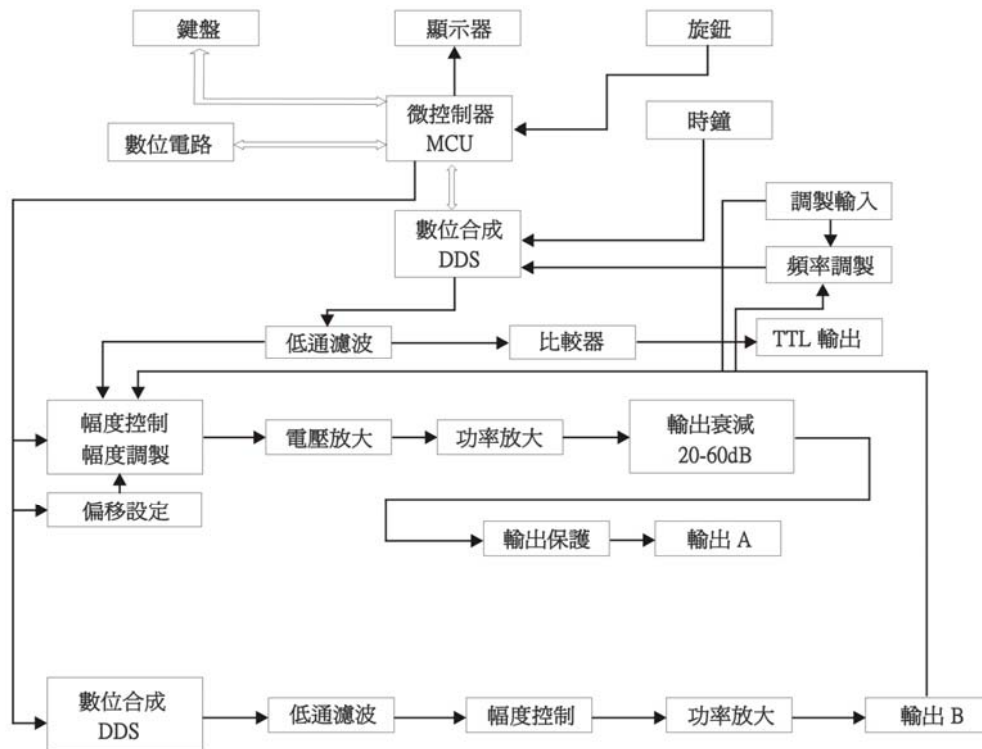 鍵盤
顯示器
旋鈕
微控制器
MCU
時鐘
數位電路
調製輸入
數位合成
DDS
頻率調製
低通濾波
比較器
TTL 輸出
幅度控制
幅度調製
電壓放大
功率放大
輸出衰減
20-60dB
偏移設定
輸出保護
輸出 A
數位合成
DDS
低通濾波
幅度控制
功率放大
輸出 B